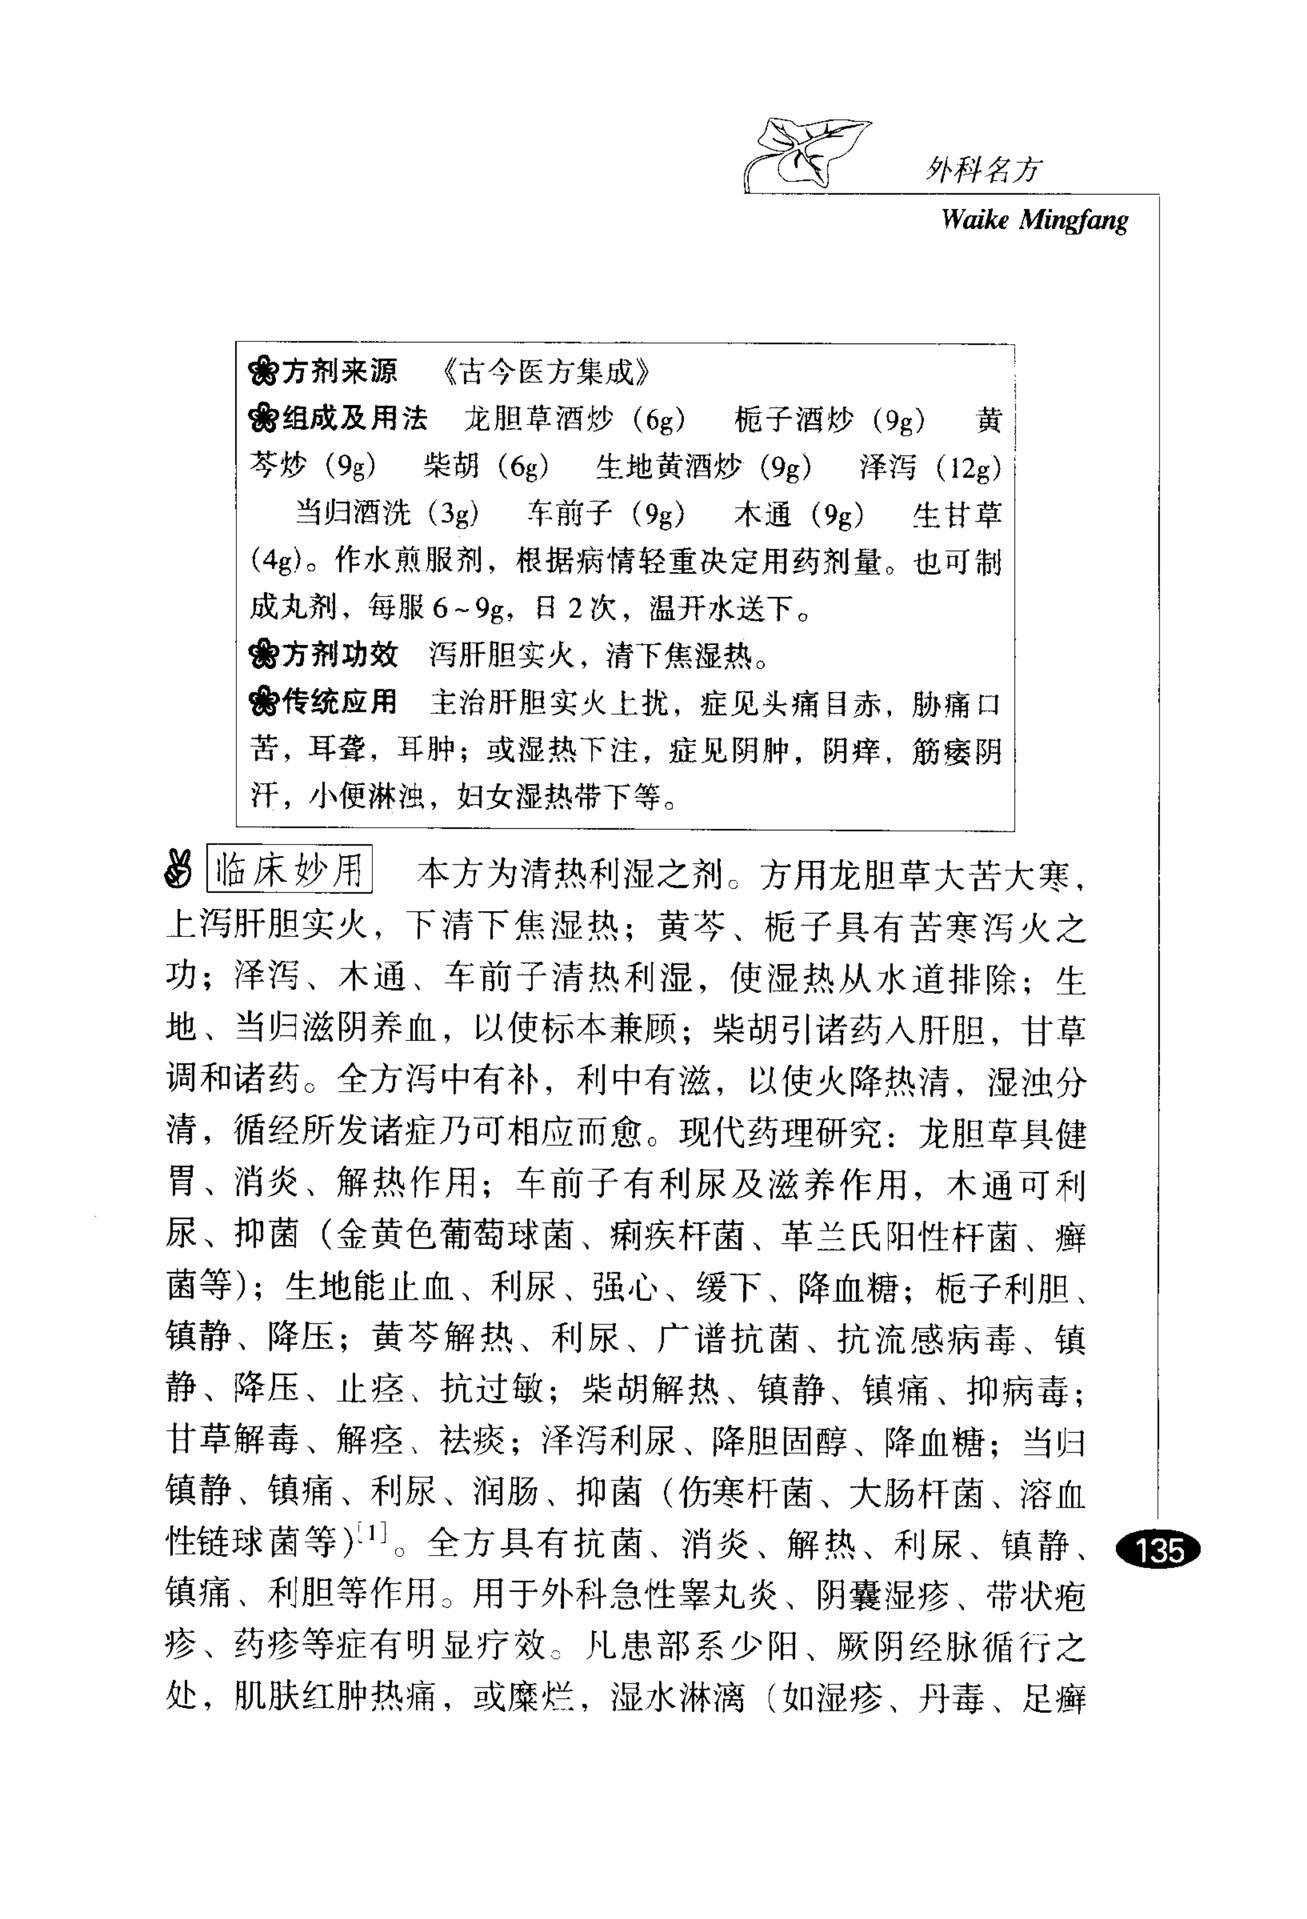 外科名方
Waike Mingfang
方剂来源 《古今医方集成》
组成及用法 龙胆草酒炒（6g） 栀子酒炒（9g） 黄
芩炒（9g） 柴胡（6g） 生地黄酒炒（9g） 泽泻（12g）
当归酒洗（3g） 车前子（9g） 木通（9g） 生甘草
（4g）。作水煎服剂，根据病情轻重决定用药剂量。也可制
成丸剂，每服6~9g，日2次，温开水送下。
方剂功效 泻肝胆实火，清下焦湿热。
传统应用 主治肝胆实火上扰，症见头痛目赤，胁痛口
苦，耳聋，耳肿；或湿热下注，症见阴肿，阴痒，筋痿阴
汗，小便淋浊，妇女湿热带下等。
临床妙用 本方为清热利湿之剂。方用龙胆草大苦大寒，
上泻肝胆实火，下清下焦湿热；黄芩、栀子具有苦寒泻火之
功；泽泻、木通、车前子清热利湿，使湿热从水道排除；生
地、当归滋阴养血，以使标本兼顾；柴胡引诸药入肝胆，甘草
调和诸药。全方泻中有补，利中有滋，以使火降热清，湿浊分
清，循经所发诸症乃可相应而愈。现代药理研究：龙胆草具健
胃、消炎、解热作用；车前子有利尿及滋养作用，木通可利
尿、抑菌（金黄色葡萄球菌、痢疾杆菌、革兰氏阳性杆菌、癣
菌等）；生地能止血、利尿、强心、缓下、降血糖；栀子利胆、
镇静、降压；黄芩解热、利尿、广谱抗菌、抗流感病毒、镇
静、降压、止痉、抗过敏；柴胡解热、镇静、镇痛、抑病毒；
甘草解毒、解痉、祛痰；泽泻利尿、降胆固醇、降血糖；当归
镇静、镇痛、利尿、润肠、抑菌（伤寒杆菌、大肠杆菌、溶血
性链球菌等）[1]。全方具有抗菌、消炎、解热、利尿、镇静、
135
镇痛、利胆等作用。用于外科急性睾丸炎、阴囊湿疹、带状疱
疹、药疹等症有明显疗效。凡患部系少阳、厥阴经脉循行之
处，肌肤红肿热痛，或糜烂，湿水淋漓（如湿疹、丹毒、足癣